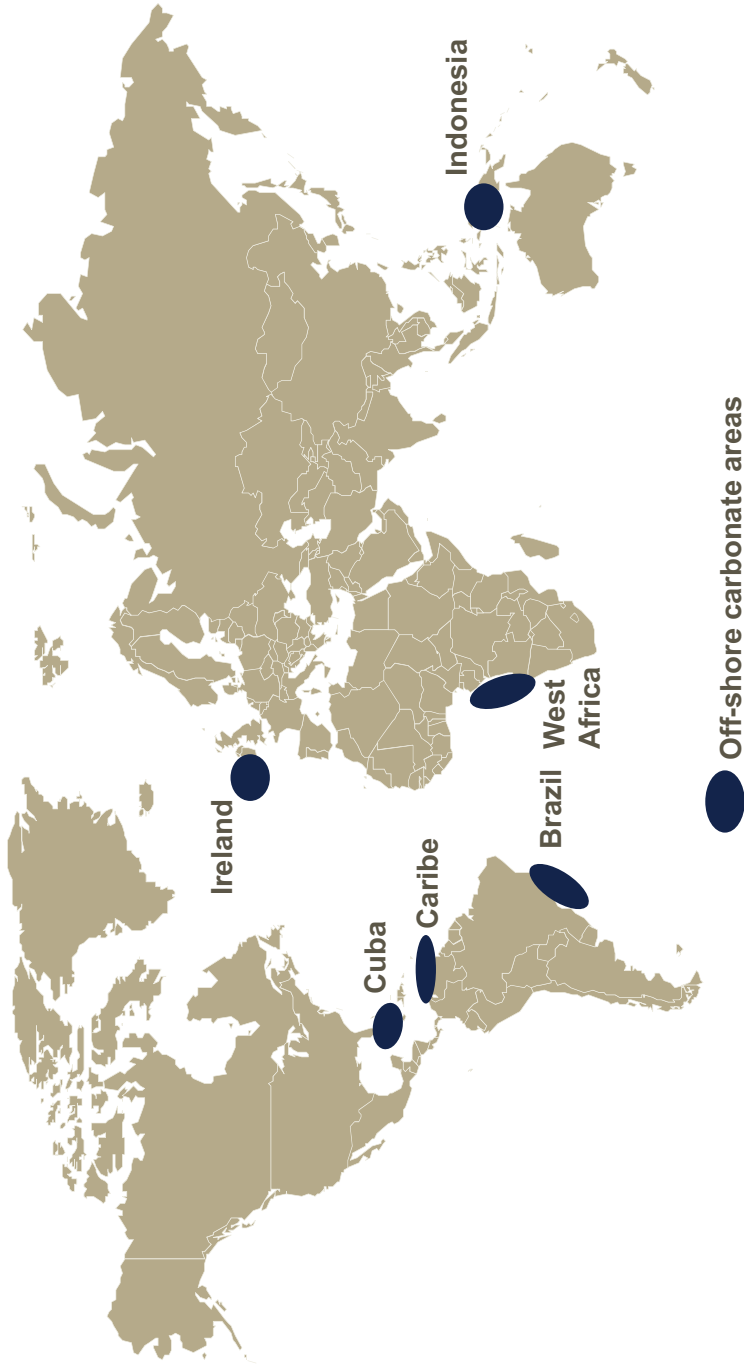 Ireland
Cuba
Caribe
Brazil
West
Africa
Indonesia
Off-shore carbonate areas